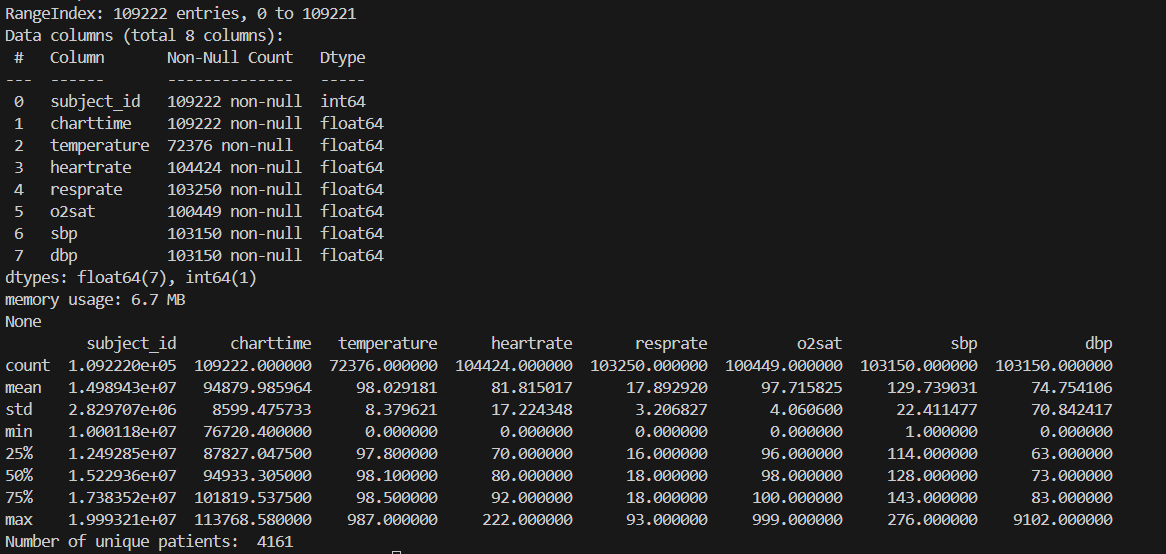 RangeIndex: 109222 entries, 0 to 109221
Data columns (total 8 columns):
 #   Column       Non-Null Count   Dtype
---  ------       --------------   -----
 0   subject_id   109222 non-null  int64
 1   charttime    109222 non-null  float64
 2   temperature  72376 non-null   float64
 3   heartrate    104424 non-null  float64
 4   resprate     103250 non-null  float64
 5   o2sat        100449 non-null  float64
 6   sbp          103150 non-null  float64
 7   dbp          103150 non-null  float64
dtypes: float64(7), int64(1)
memory usage: 6.7 MB
None
         subject_id      charttime   temperature      heartrate       resprate          o2sat            sbp            dbp
count  1.092220e+05  109222.000000  72376.000000  104424.000000  103250.000000  100449.000000  103150.000000  103150.000000
mean   1.498943e+07   94879.985964     98.029181      81.815017      17.892920      97.715825     129.739031      74.754106
std    2.829707e+06    8599.475733      8.379621      17.224348       3.206827       4.060600      22.411477      70.842417
min    1.000118e+07   76720.400000      0.000000       0.000000       0.000000       0.000000       1.000000       0.000000
25%    1.249285e+07   87827.047500     97.800000      70.000000      16.000000      96.000000     114.000000      63.000000
50%    1.522936e+07   94933.305000     98.100000      80.000000      18.000000      98.000000     128.000000      73.000000
75%    1.738352e+07  101819.537500     98.500000      92.000000      18.000000     100.000000     143.000000      83.000000
max    1.999321e+07  113768.580000    987.000000     222.000000      93.000000     999.000000     276.000000    9102.000000
Number of unique patients:  4161